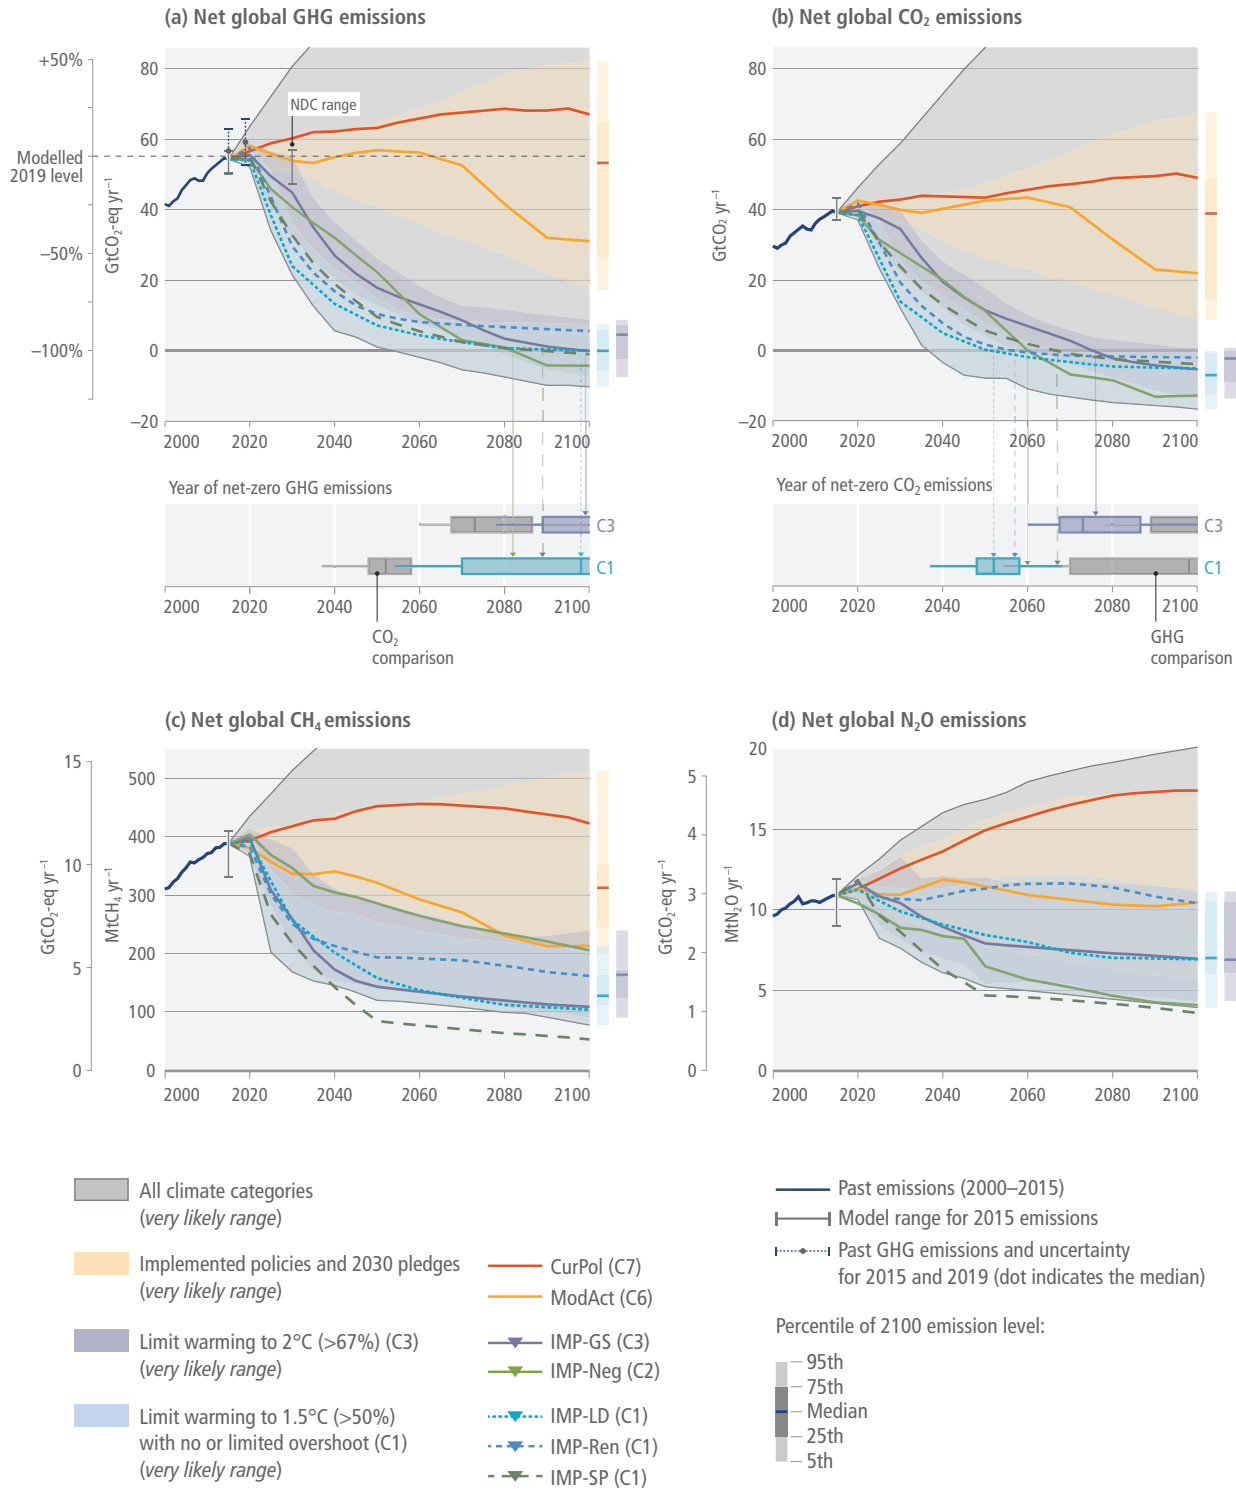 (a) Net global GHG emissions
+50%
Modelled
2019 level
−50%
−100%
GtCO2-eq yr−1
80
60
40
20
0
−20
NDC range
2000 2020 2040 2060 2080 2100
Year of net-zero GHG emissions
C3
C1
2000 2020 2040 2060 2080 2100
CO2
comparison
(b) Net global CO2 emissions
GtCO2 yr−1
80
60
40
20
0
−20
2000 2020 2040 2060 2080 2100
Year of net-zero CO2 emissions
C3
C1
2000 2020 2040 2060 2080 2100
GHG
comparison
(c) Net global CH4 emissions
GtCO2-eq yr−1
15
10
5
0
MtCH4 yr−1
500
400
300
200
100
0
2000 2020 2040 2060 2080 2100
(d) Net global N2O emissions
GtCO2-eq yr−1
5
4
3
2
1
0
MtN2O yr−1
20
15
10
5
0
2000 2020 2040 2060 2080 2100
All climate categories
(very likely range)
Implemented policies and 2030 pledges
(very likely range)
Limit warming to 2°C (>67%) (C3)
(very likely range)
Limit warming to 1.5°C (>50%)
with no or limited overshoot (C1)
(very likely range)
CurPol (C7)
ModAct (C6)
IMP-GS (C3)
IMP-Neg (C2)
IMP-LD (C1)
IMP-Ren (C1)
IMP-SP (C1)
Past emissions (2000–2015)
Model range for 2015 emissions
Past GHG emissions and uncertainty
for 2015 and 2019 (dot indicates the median)
Percentile of 2100 emission level:
95th
75th
Median
25th
5th